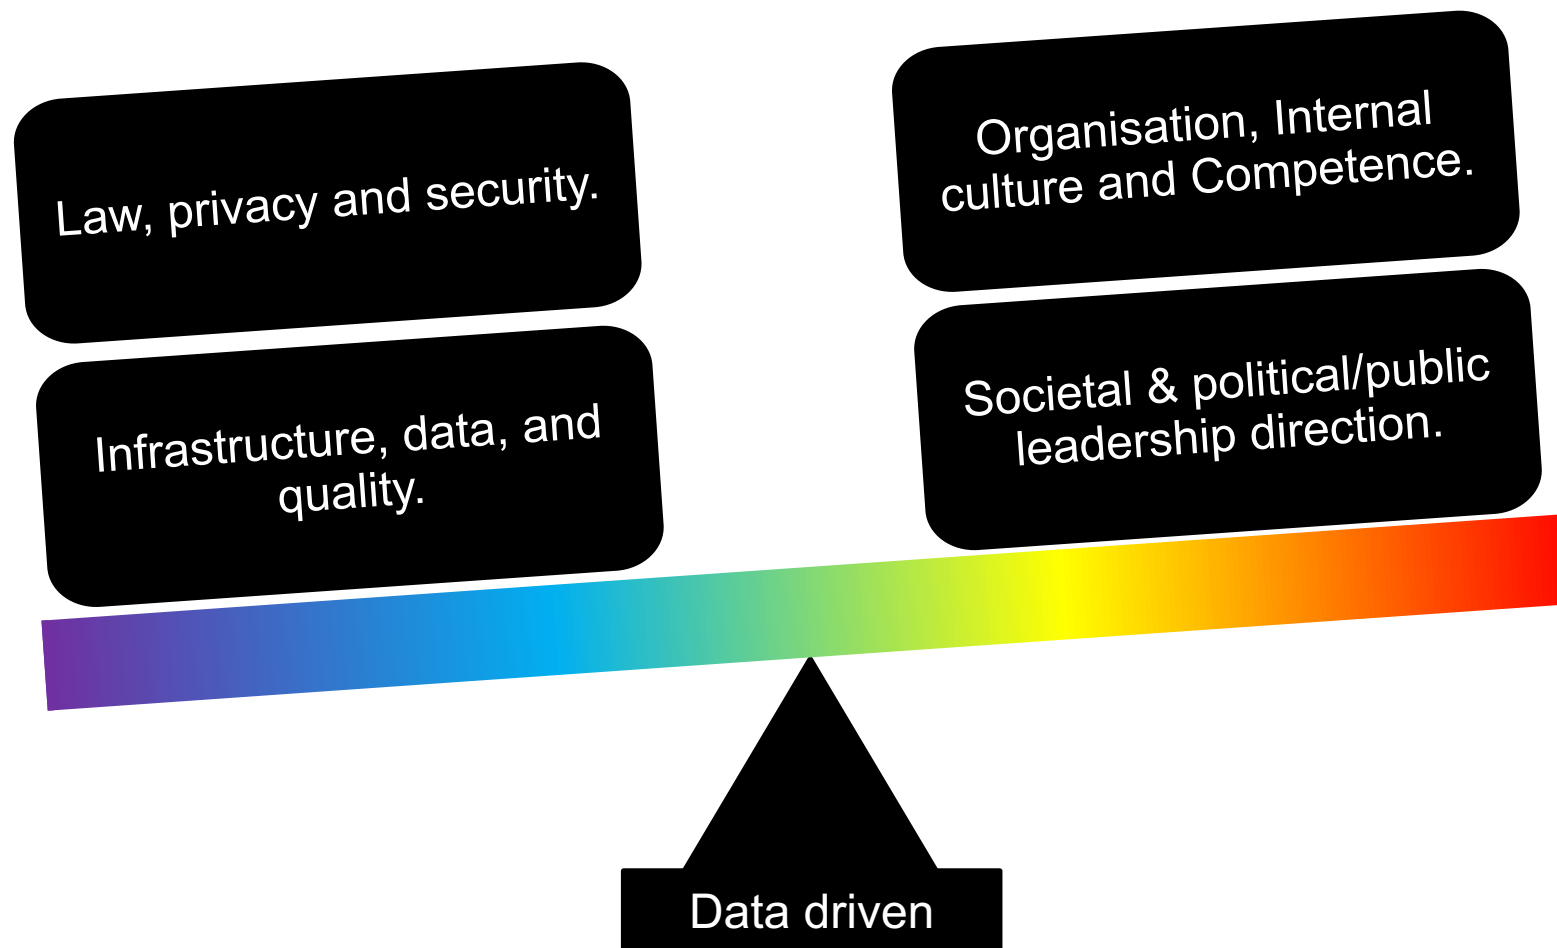 Law, privacy and security.
Infrastructure, data, and
quality.
Organisation, Internal
culture and Competence.
Societal & political/public
leadership direction.
Data driven